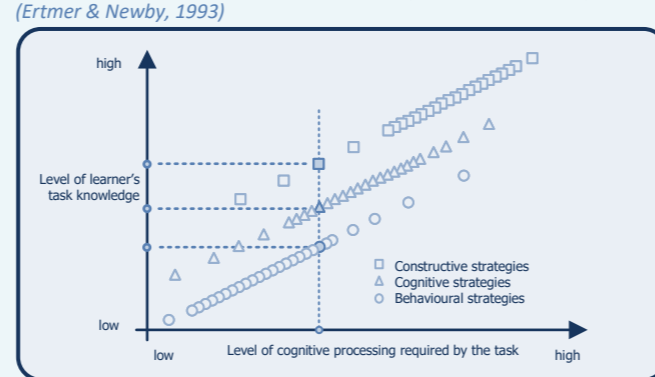 (Ertmer & Newby, 1993)
high
Level of learner's
task knowledge
Constructive strategies
Cognitive strategies
Behavioural strategies
low
low
Level of cognitive processing required by the task
high